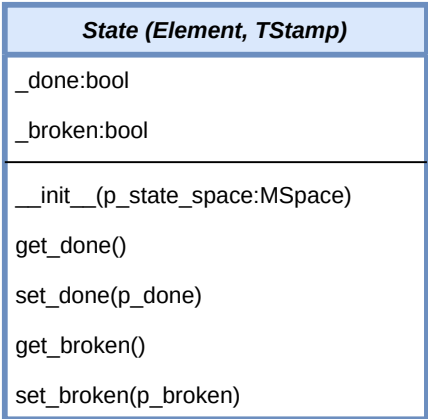 State (Element, TStamp)
_done:bool
_broken:bool
__init__(p_state_space:MSpace)
get_done()
set_done(p_done)
get_broken()
set_broken(p_broken)